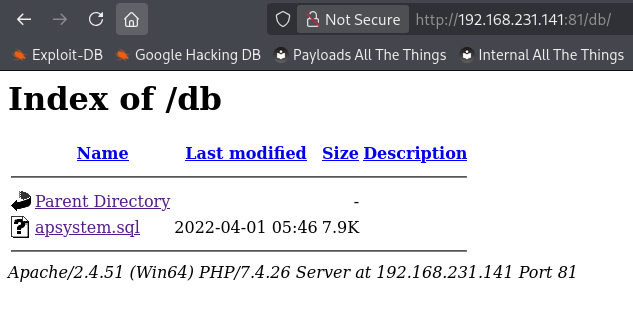 Not Secure http://192.168.231.141:81/db/
Exploit-DB Google Hacking DB Payloads All The Things Internal All The Things
Index of /db
Name Last modified Size Description
Parent Directory -
apsystem.sql 2022-04-01 05:46 7.9K
Apache/2.4.51 (Win64) PHP/7.4.26 Server at 192.168.231.141 Port 81